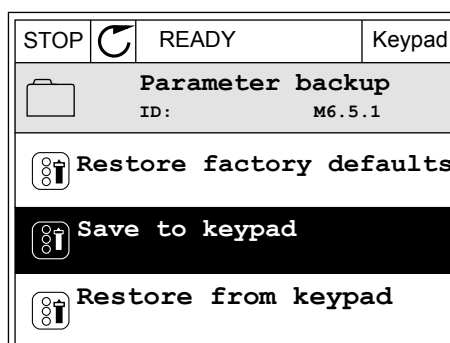 STOP READY Keypad
Parameter backup
ID: M6.5.1
Restore factory defaults
Save to keypad
Restore from keypad